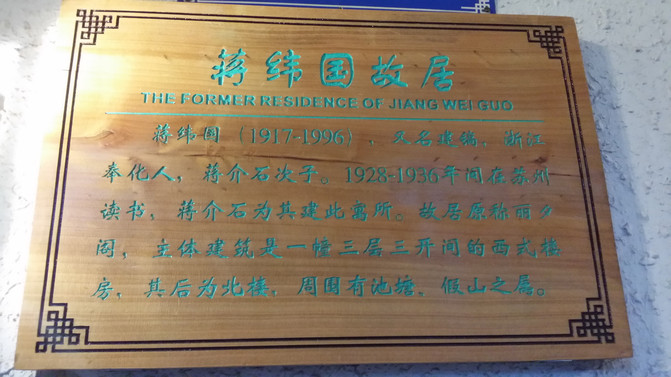 蒋纬国故居
THE FORMER RESIDENCE OF JIANG WEI GUO
蒋纬国（1917-1996），又名建镐，浙江
奉化人，蒋介石次子。1928-1936年间在苏州
读书，蒋介石为其建此寓所。故居原称丽夕
阁，主体建筑是一幢三层三开间的西式楼
房，其后为北楼，周围有池塘、假山之属。